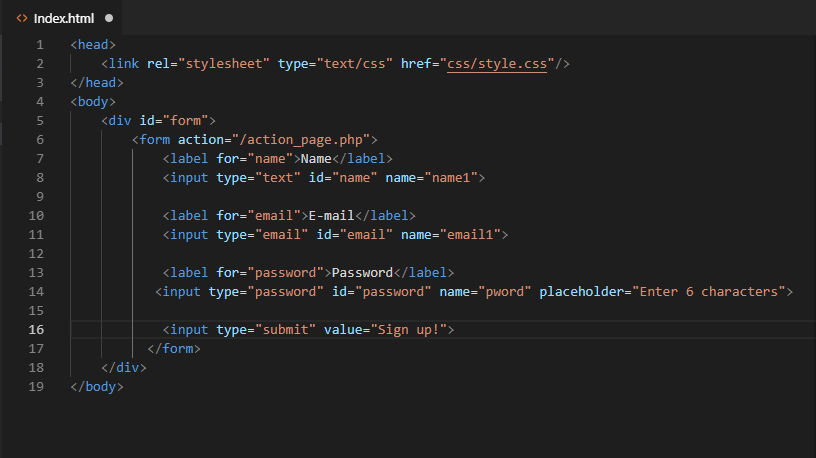 <> Index.html ●
1 <head>
2     <link rel="stylesheet" type="text/css" href="css/style.css"/>
3 </head>
4 <body>
5     <div id="form">
6         <form action="/action_page.php">
7             <label for="name">Name</label>
8             <input type="text" id="name" name="name1">
9
10             <label for="email">E-mail</label>
11             <input type="email" id="email" name="email1">
12
13             <label for="password">Password</label>
14            <input type="password" id="password" name="pword" placeholder="Enter 6 characters">
15
16             <input type="submit" value="Sign up!">
17           </form>
18     </div>
19 </body>